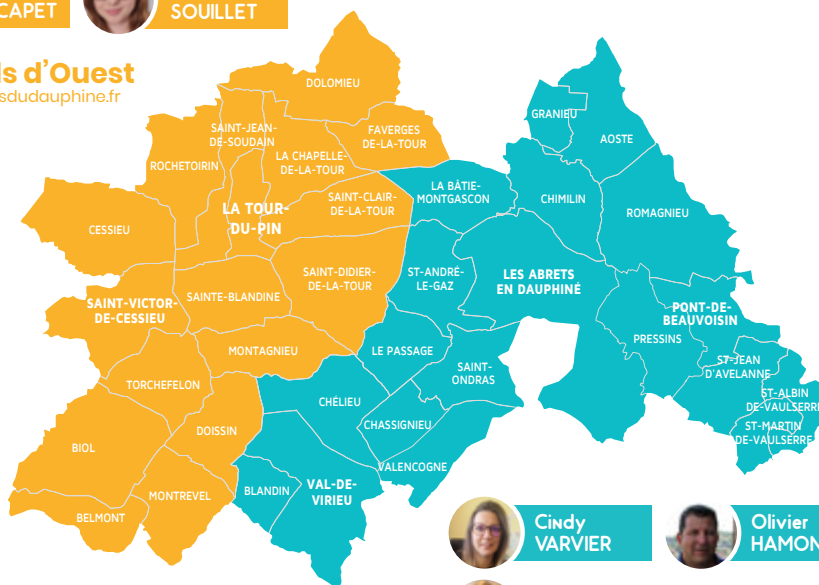 CAPET
SOUILLET
ls d'Ouest
sdudauphine.fr
DOLOMIEU
GRANIEU
AOSTE
SAINT-JEAN-
DE-SOUDAIN
FAVERGES
DE-LA-TOUR
ROCHETOIRIN
LA CHAPELLE-
DE-LA-TOUR
LA BÂTIE-
MONTGASCON
CHIMILIN
SAINT-CLAIR-
DE-LA-TOUR
LA TOUR-
DU-PIN
ROMAGNIEU
CESSIEU
SAINT-DIDIER-
DE-LA-TOUR
ST-ANDRÉ-
LE-GAZ
LES ABRETS
EN DAUPHINÉ
SAINTE-BLANDINE
SAINT-VICTOR-
DE-CESSIEU
PONT-DE-
BEAUVOISIN
PRESSINS
MONTAGNIEU
LE PASSAGE
SAINT-
ONDRAS
ST-JEAN
D'AVELANNE
TORCHEFELON
CHÉLIEU
ST-ALBIN
DE-VAULSERRE
CHASSIGNIEU
ST-MARTIN
DE-VAULSERRE
DOISSIN
BIOL
VALENCOGNE
MONTREVEL
BLANDIN
VAL-DE-
VIRIEU
BELMONT
Cindy
VARVIER
Olivier
HAMON